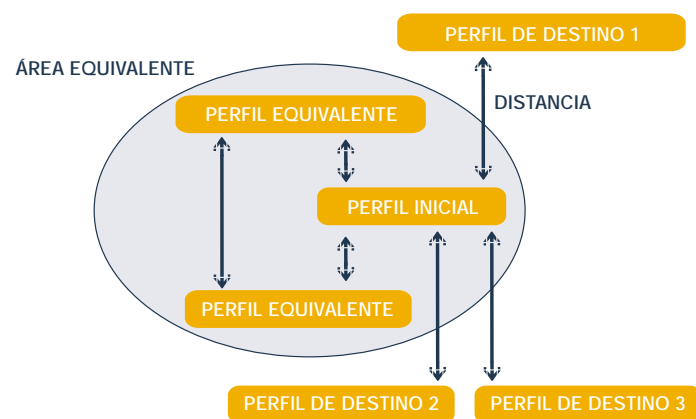 PERFIL DE DESTINO 1
ÁREA EQUIVALENTE
DISTANCIA
PERFIL EQUIVALENTE
PERFIL INICIAL
PERFIL EQUIVALENTE
PERFIL DE DESTINO 2
PERFIL DE DESTINO 3